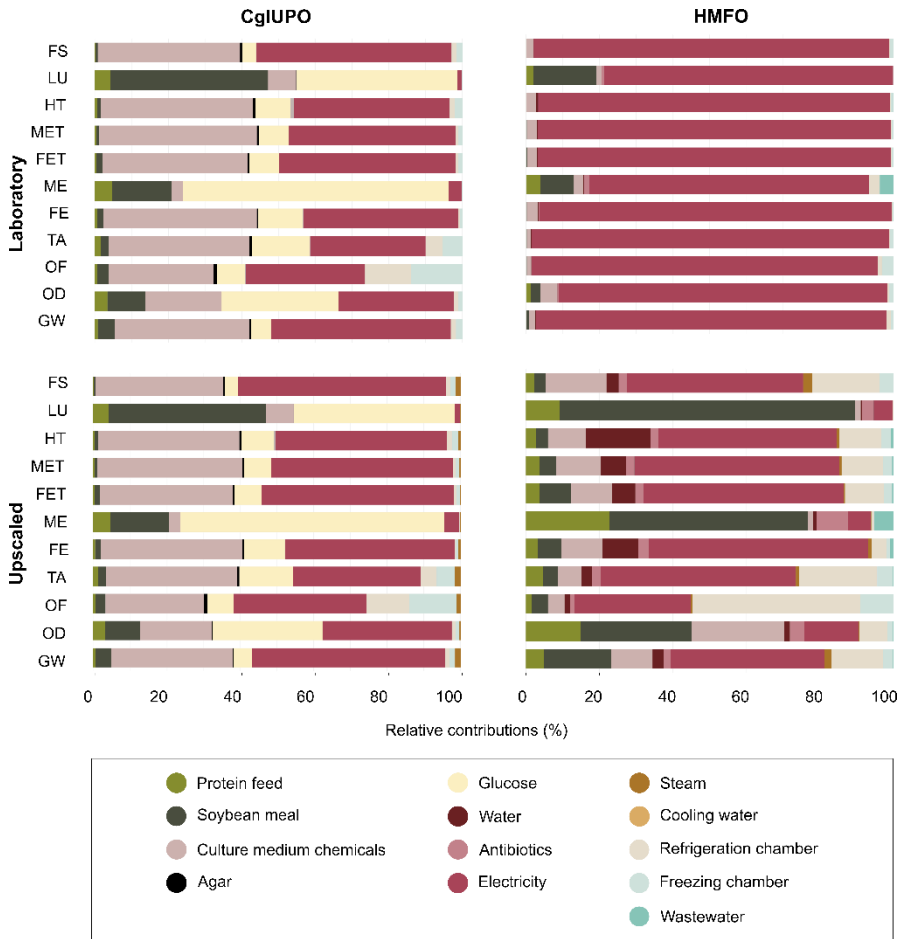 CglUPO
HMFO
Laboratory
FS
LU
HT
MET
FET
ME
FE
TA
OF
OD
GW
Upscaled
FS
LU
HT
MET
FET
ME
FE
TA
OF
OD
GW
0 20 40 60 80 100
0 20 40 60 80 100
Relative contributions (%)
Protein feed
Soybean meal
Culture medium chemicals
Agar
Glucose
Water
Antibiotics
Electricity
Steam
Cooling water
Refrigeration chamber
Freezing chamber
Wastewater